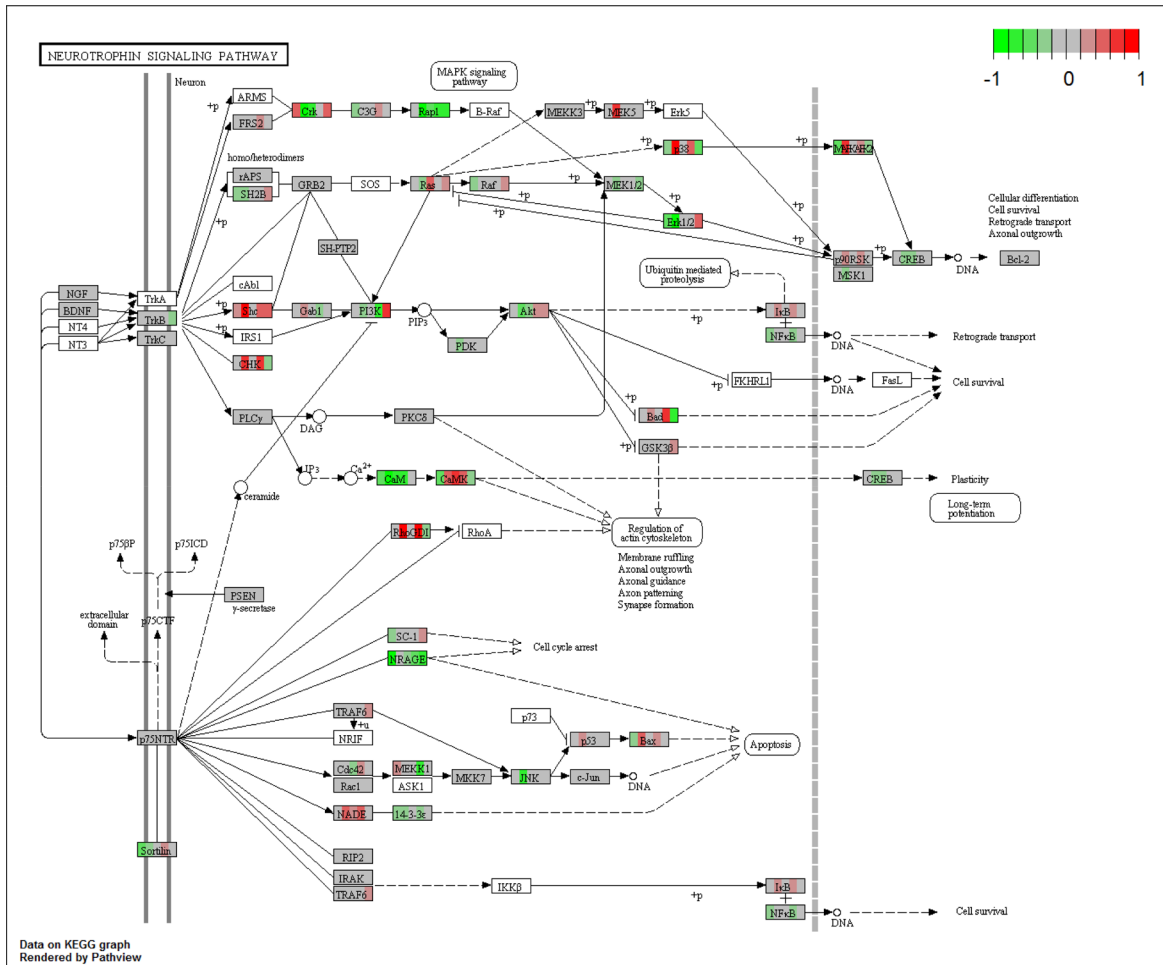 NEUROTROPHIN SIGNALING PATHWAY
-1 0 1
Neuron
MAPK signaling
pathway
ARMS
+p
FRS2
Crk
C3G
Rap1
B-Raf
MEKK3
+p
MEK5
+p
Erk5
+p
p38
+p
MAPKAPK2
homo/heterodimers
rAPS
SH2B
+p
GRB2
SOS
Ras
Raf
+p
MEK1/2
+p
+p
+p
Erk1/2
+p
SH-PTP2
Cellular differentiation
Cell survival
Retrograde transport
Axonal outgrowth
p90RSK
+p
MSK1
CREB
DNA
Bcl-2
Ubiquitin mediated
proteolysis
NGF
BDNF
NT4
NT3
TrkA
TrkB
TrkC
cAbl
+p
Shc
Gab1
PI3K
PIP3
Akt
+p
IκB
+p
IRS1
PDK
NFκB
DNA
Retrograde transport
CHK
+p
FKHRL1
DNA
FasL
Cell survival
PLCγ
DAG
PKCδ
+p
Bad
+p
GSK3β
IP3
Ca2+
CaM
CaMK
CREB
Plasticity
ceramide
Long-term
potentiation
RhoGDI
RhoA
Regulation of
actin cytoskeleton
p75βP
p75ICD
Membrane ruffling
Axonal outgrowth
Axonal guidance
Axon patterning
Synapse formation
PSEN
γ-secretase
extracellular
domain
p75CTF
SC-1
NRAGE
Cell cycle arrest
TRAF6
+u
NRIF
p73
p53
Bax
Apoptosis
p75NTR
Cdc42
Rac1
MEKK1
ASK1
MKK7
JNK
c-Jun
DNA
NADE
14-3-3ε
Sortilin
RIP2
IRAK
TRAF6
IKKβ
+p
IκB
NFκB
DNA
Cell survival
Data on KEGG graph
Rendered by Pathview